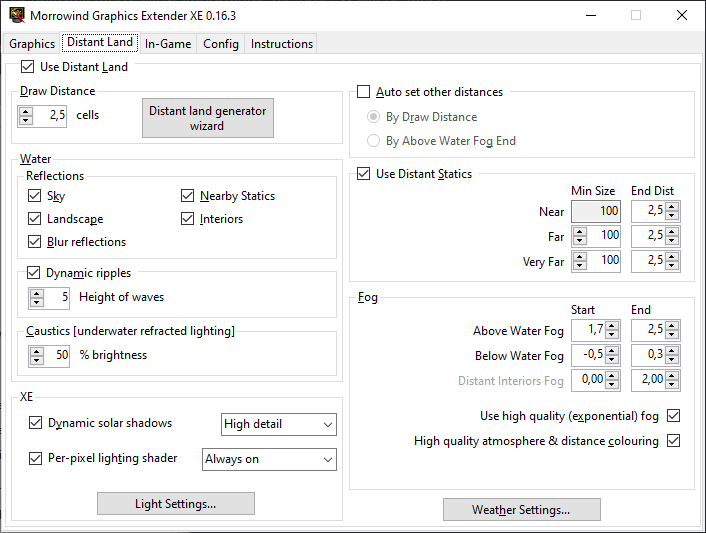 Morrowind Graphics Extender XE 0.16.3
Graphics Distant Land In-Game Config Instructions
Use Distant Land
Draw Distance
2,5 cells
Distant land generator
wizard
Water
Reflections
Sky Nearby Statics
Landscape Interiors
Blur reflections
Dynamic ripples
5 Height of waves
Caustics [underwater refracted lighting]
50 % brightness
XE
Dynamic solar shadows High detail
Per-pixel lighting shader Always on
Light Settings...
Auto set other distances
By Draw Distance
By Above Water Fog End
Use Distant Statics
Min Size End Dist
Near 100 2,5
Far 100 2,5
Very Far 100 2,5
Fog
Start End
Above Water Fog 1,7 2,5
Below Water Fog -0,5 0,3
Distant Interiors Fog 0,00 2,00
Use high quality (exponential) fog
High quality atmosphere & distance colouring
Weather Settings...